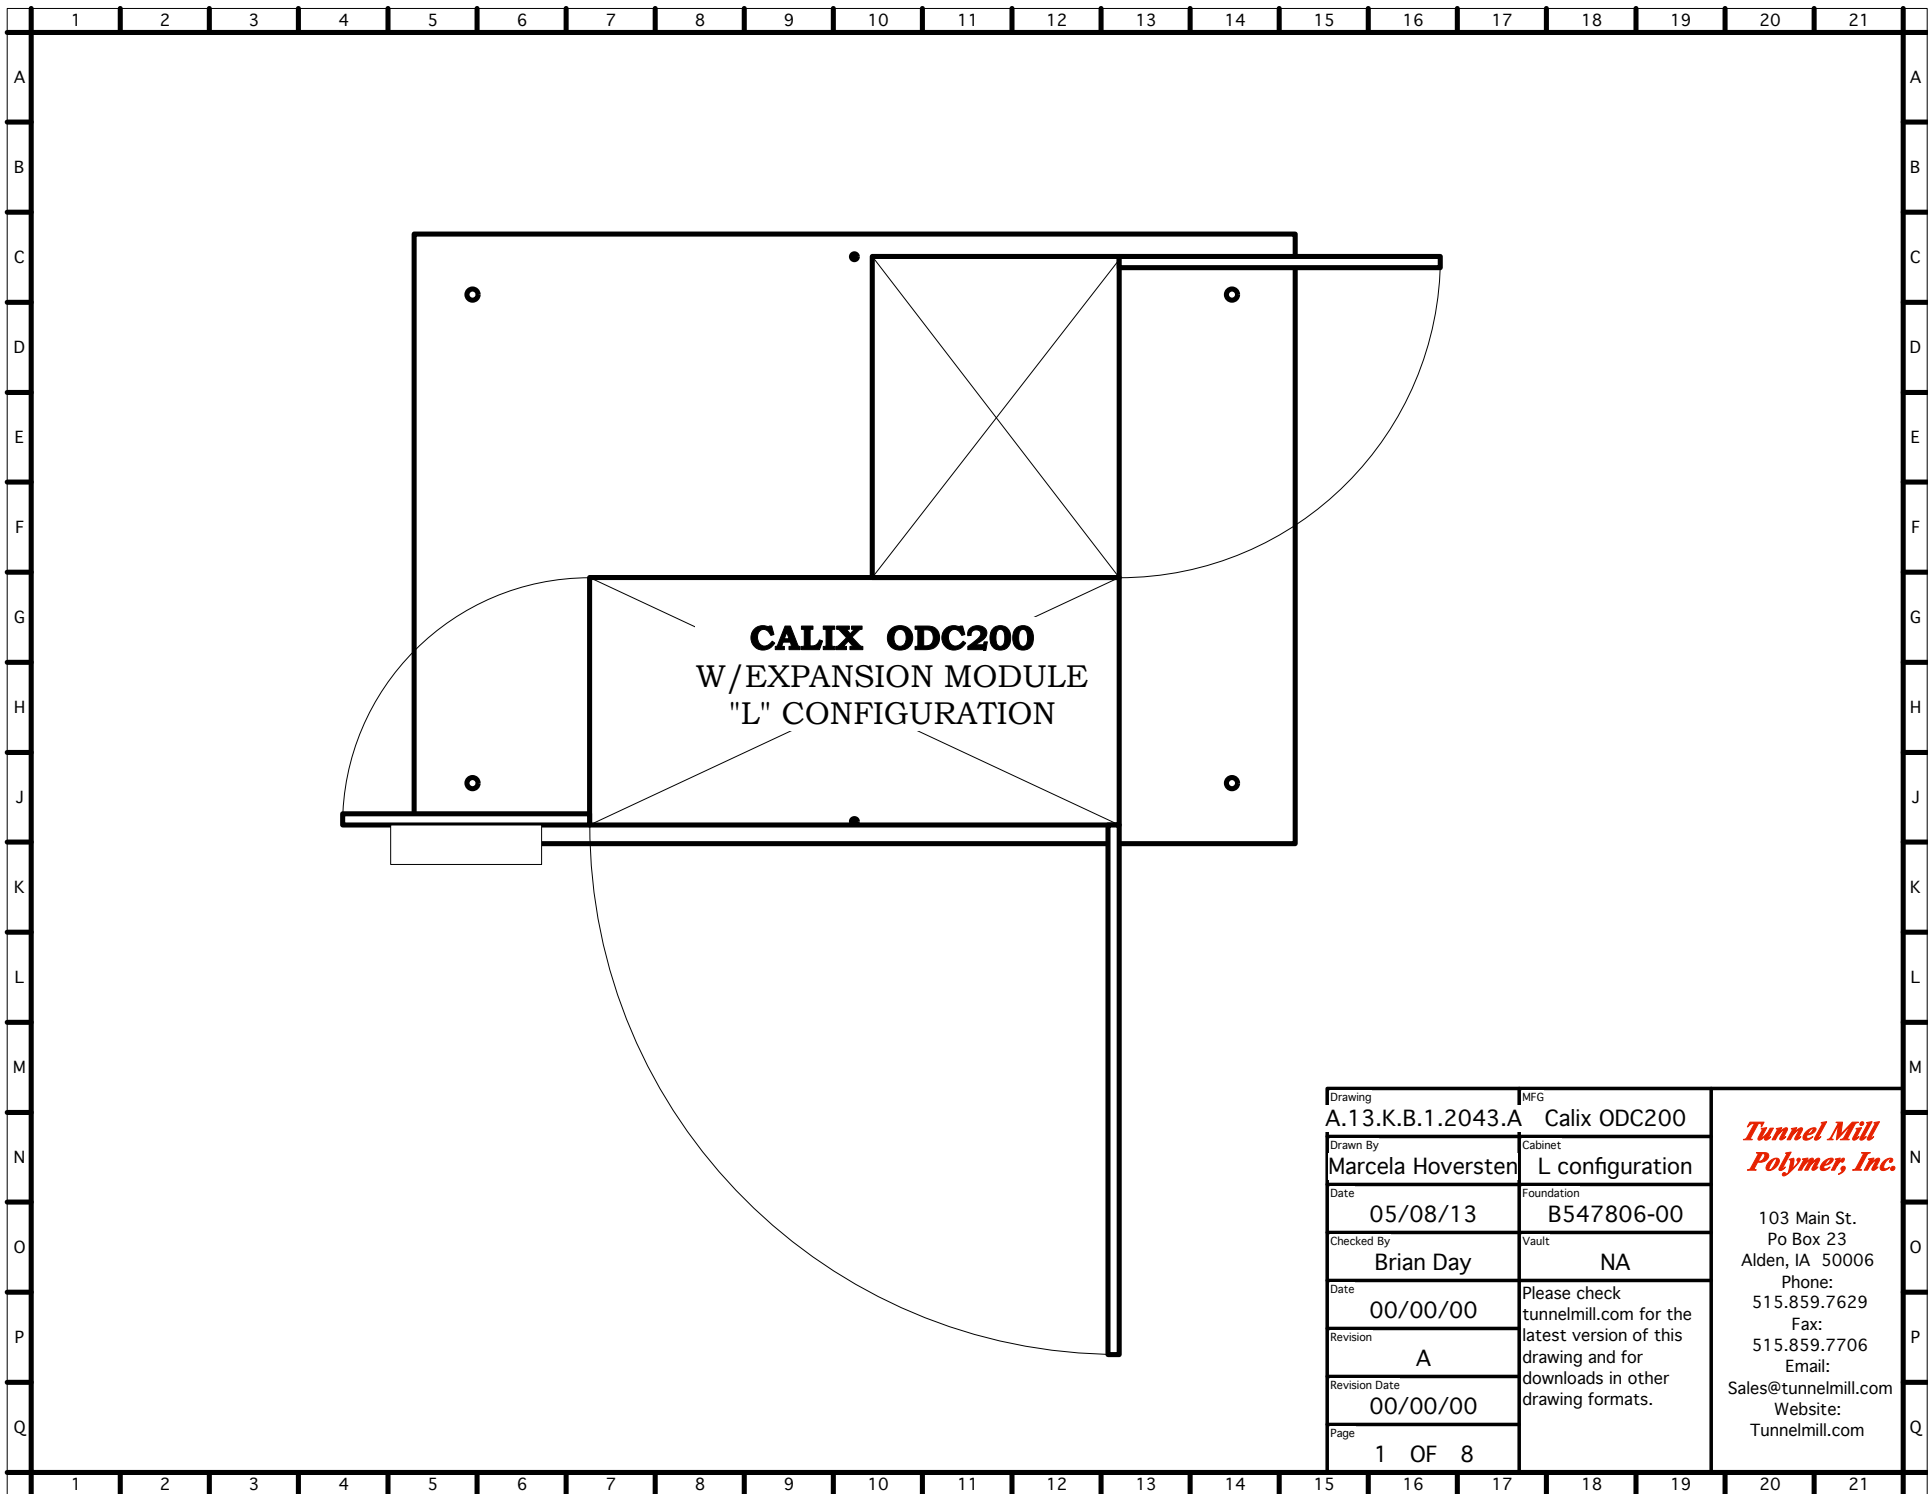 1 2 3 4 5 6 7 8 9 10 11 12 13 14 15 16 17 18 19 20 21
A A
B B
C C
D D
E E
F F
G G
H H
J J
K K
L L
M M
N N
O O
P P
Q Q
CALIX ODC200
W/EXPANSION MODULE
"L" CONFIGURATION
Drawing
A.13.K.B.1.2043.A
MFG
Calix ODC200
Drawn By
Marcela Hoversten
Cabinet
L configuration
Date
05/08/13
Foundation
B547806-00
Checked By
Brian Day
Vault
NA
Date
00/00/00
Revision
A
Revision Date
00/00/00
Page
1 OF 8
Please check
tunnelmill.com for the
latest version of this
drawing and for
downloads in other
drawing formats.
Tunnel Mill
Polymer, Inc.
103 Main St.
Po Box 23
Alden, IA 50006
Phone:
515.859.7629
Fax:
515.859.7706
Email:
Sales@tunnelmill.com
Website:
Tunnelmill.com
1 2 3 4 5 6 7 8 9 10 11 12 13 14 15 16 17 18 19 20 21